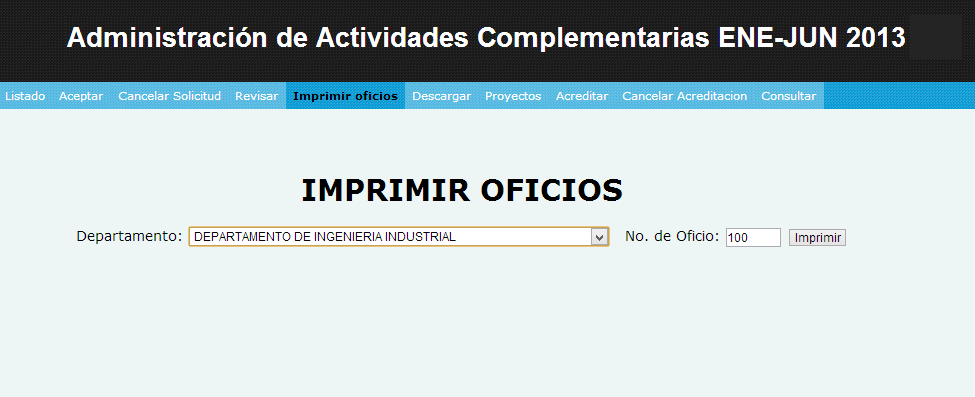 Administración de Actividades Complementarias ENE-JUN 2013
Listado Aceptar Cancelar Solicitud Revisar Imprimir oficios Descargar Proyectos Acreditar Cancelar Acreditacion Consultar
IMPRIMIR OFICIOS
Departamento: DEPARTAMENTO DE INGENIERIA INDUSTRIAL No. de Oficio: 100 Imprimir